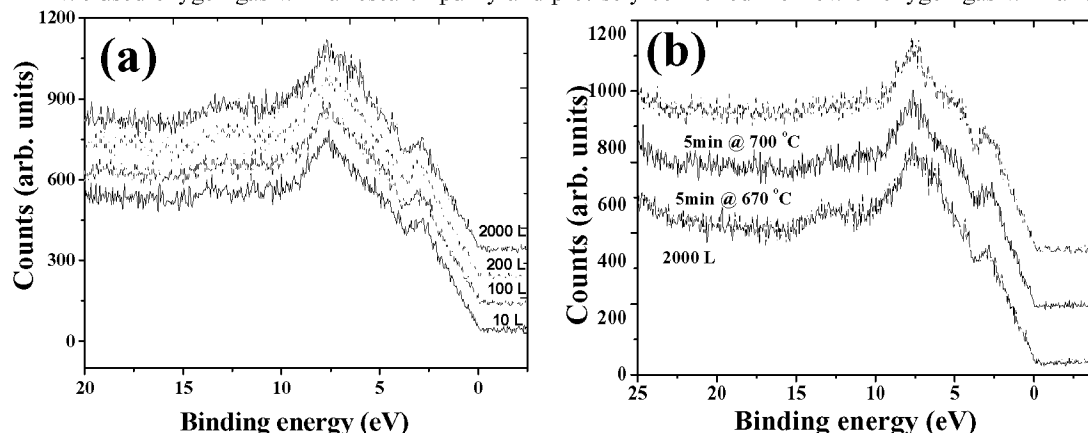 (a)
Counts (arb. units)
1200
900
600
300
0
2000 L
200 L
100 L
10 L
20
15
10
5
0
Binding energy (eV)
(b)
Counts (arb. units)
1200
1000
800
600
400
200
0
5min @ 700 °C
5min @ 670 °C
2000 L
25
20
15
10
5
0
Binding energy (eV)